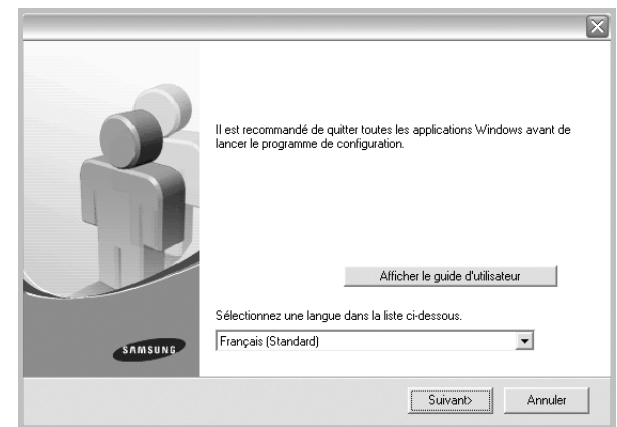 Il est recommandé de quitter toutes les applications Windows avant de
lancer le programme de configuration.
Afficher le guide d'utilisateur
Sélectionnez une langue dans la liste ci-dessous.
Français (Standard)
SAMSUNG
Suivant>
Annuler